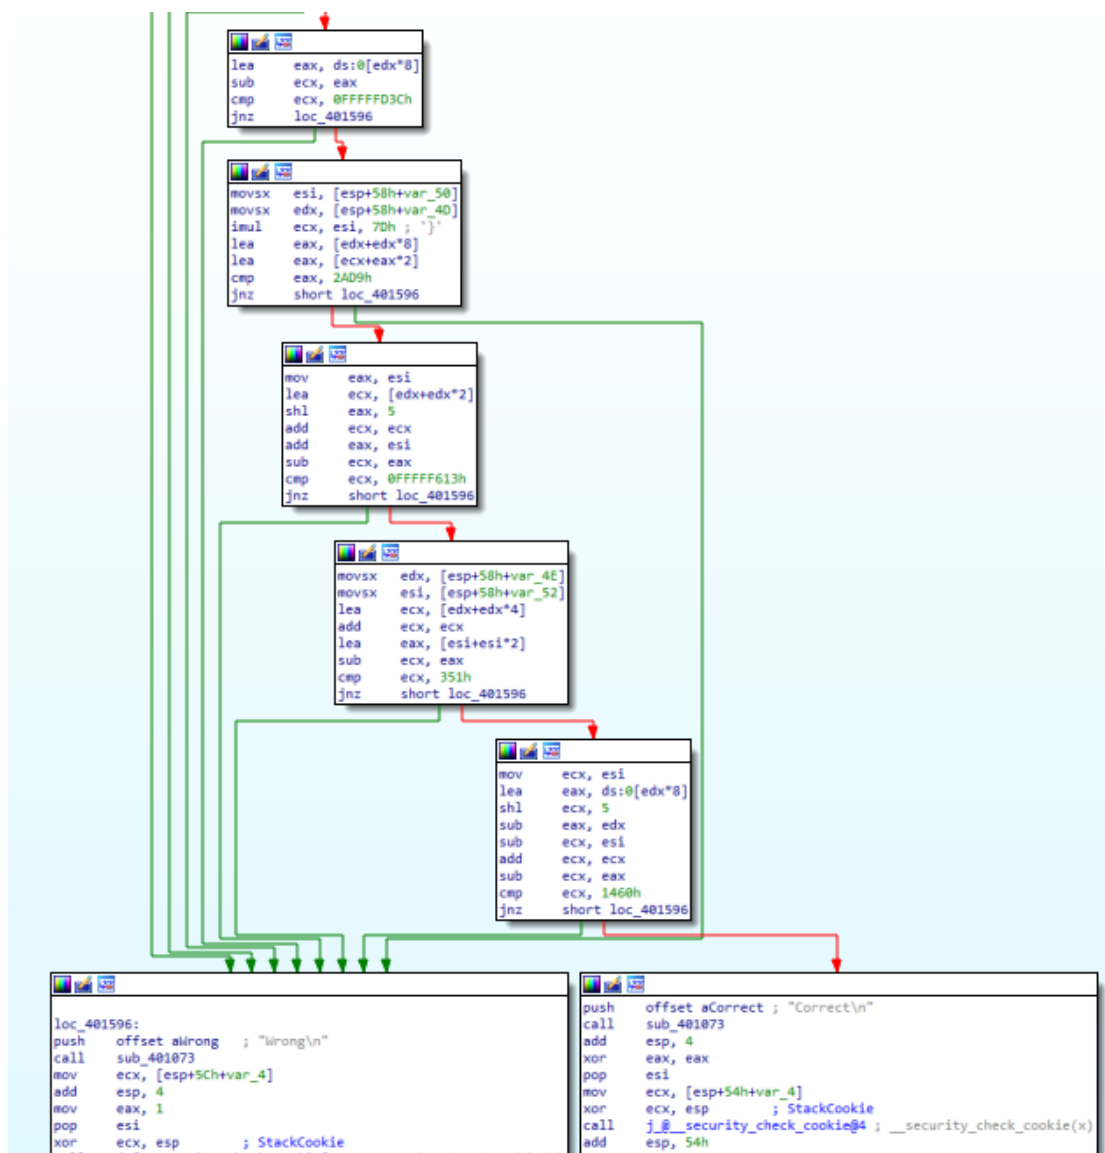 lea eax, ds:0[edx*8]
sub ecx, eax
cmp ecx, 0FFFFFD3Ch
jnz loc_401596
movsx esi, [esp+58h+var_50]
movsx edx, [esp+58h+var_4D]
imul ecx, esi, 7Dh ; '}'
lea eax, [edx+edx*8]
lea eax, [ecx+eax*2]
cmp eax, 2AD9h
jnz short loc_401596
mov eax, esi
lea ecx, [edx+edx*2]
shl eax, 5
add ecx, ecx
add eax, esi
sub ecx, eax
cmp ecx, 0FFFFF613h
jnz short loc_401596
movsx edx, [esp+58h+var_4E]
movsx esi, [esp+58h+var_52]
lea ecx, [edx+edx*4]
add ecx, ecx
lea eax, [esi+esi*2]
sub ecx, eax
cmp ecx, 351h
jnz short loc_401596
mov ecx, esi
lea eax, ds:0[edx*8]
shl ecx, 5
sub eax, edx
sub ecx, esi
add ecx, ecx
sub ecx, eax
cmp ecx, 1460h
jnz short loc_401596
loc_401596:
push offset aWrong ; "Wrong\n"
call sub_401073
mov ecx, [esp+5Ch+var_4]
add esp, 4
mov eax, 1
pop esi
xor ecx, esp ; StackCookie
push offset aCorrect ; "Correct\n"
call sub_401073
add esp, 4
xor eax, eax
pop esi
mov ecx, [esp+54h+var_4]
xor ecx, esp ; StackCookie
call j_@__security_check_cookie@4 ; __security_check_cookie(x)
add esp, 54h